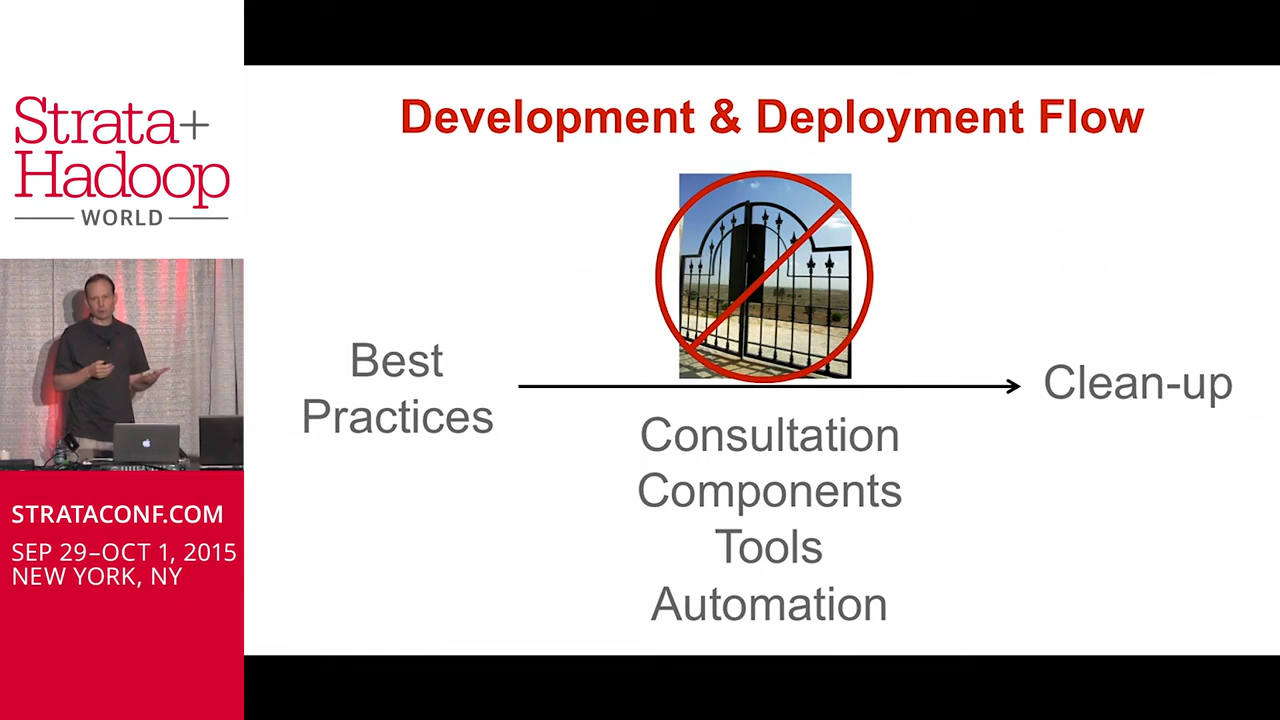 Strata+
Hadoop
WORLD
STRATACONF.COM
SEP 29–OCT 1, 2015
NEW YORK, NY
Development & Deployment Flow
Best
Practices
Clean-up
Consultation
Components
Tools
Automation